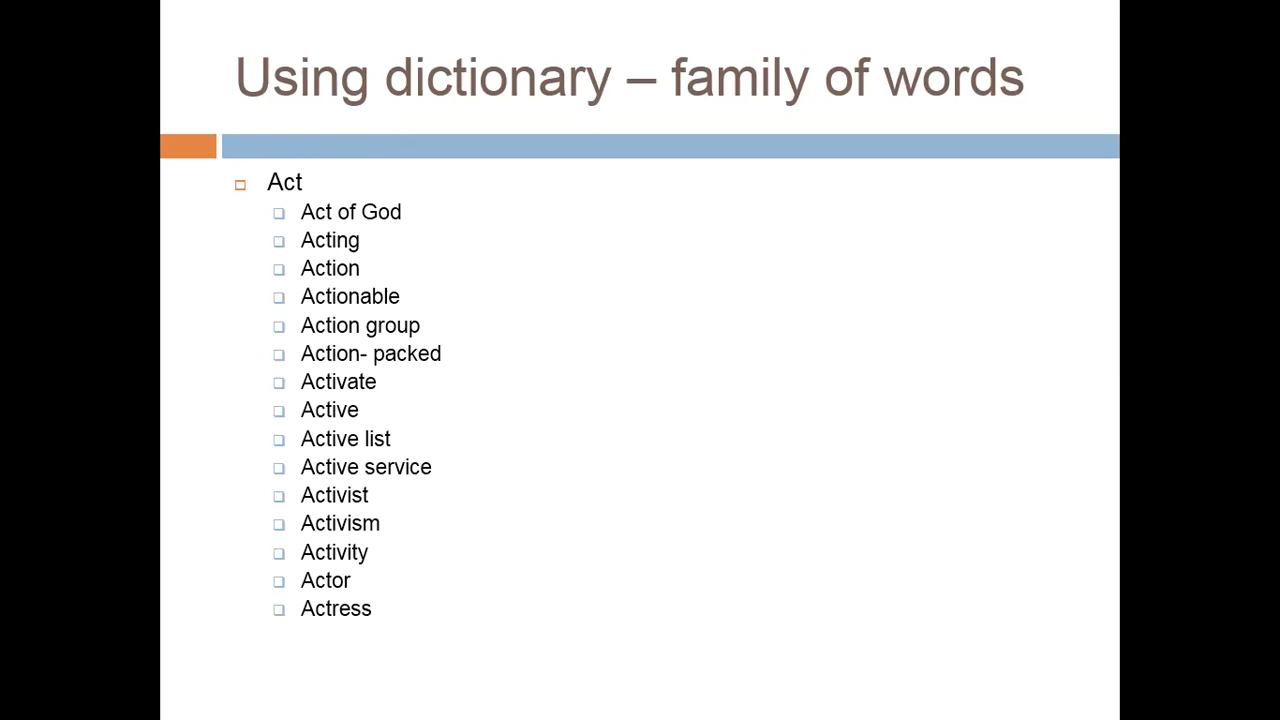 Using dictionary – family of words
Act
Act of God
Acting
Action
Actionable
Action group
Action- packed
Activate
Active
Active list
Active service
Activist
Activism
Activity
Actor
Actress